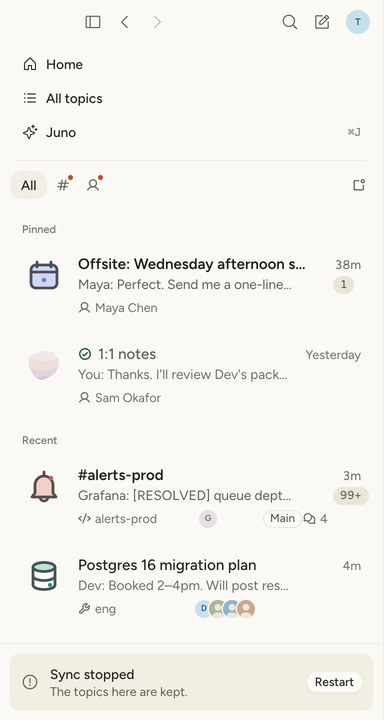 T
Home
All topics
Juno ⌘J
All #
Pinned
Offsite: Wednesday afternoon s... 38m
Maya: Perfect. Send me a one-line... 1
Maya Chen
1:1 notes Yesterday
You: Thanks. I'll review Dev's pack...
Sam Okafor
Recent
#alerts-prod 3m
Grafana: [RESOLVED] queue dept... 99+
alerts-prod G Main 4
Postgres 16 migration plan 4m
Dev: Booked 2–4pm. Will post res...
eng D
Sync stopped
The topics here are kept. Restart